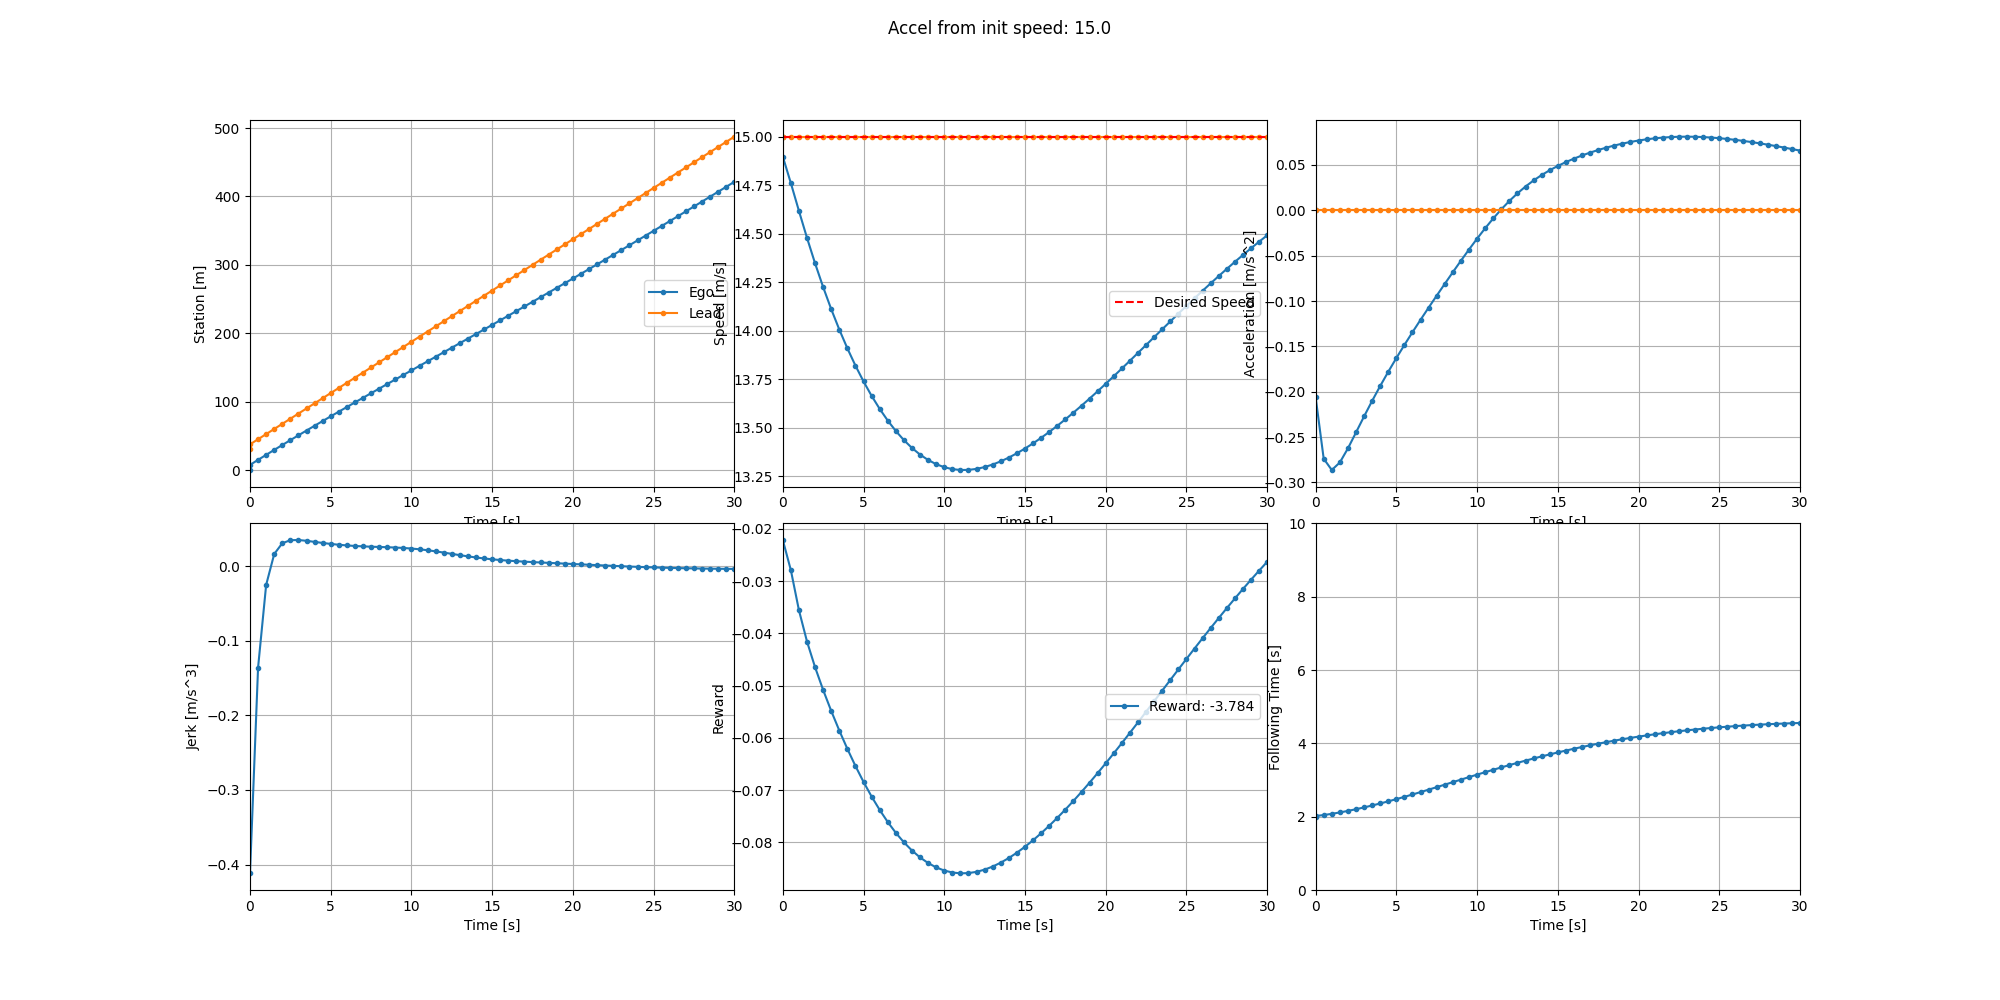 Accel from init speed: 15.0
500
400
300
200
100
0
Station [m]
Ego
Lead
0 5 10 15 20 25 30
Time [s]
15.00
14.75
14.50
14.25
14.00
13.75
13.50
13.25
Speed [m/s]
Desired Speed
0 5 10 15 20 25 30
Time [s]
0.05
0.00
−0.05
−0.10
−0.15
−0.20
−0.25
−0.30
Acceleration [m/s^2]
0 5 10 15 20 25 30
Time [s]
0.0
−0.1
−0.2
−0.3
−0.4
Jerk [m/s^3]
0 5 10 15 20 25 30
Time [s]
−0.02
−0.03
−0.04
−0.05
−0.06
−0.07
−0.08
Reward
Reward: -3.784
0 5 10 15 20 25 30
Time [s]
10
8
6
4
2
0
Following Time [s]
0 5 10 15 20 25 30
Time [s]